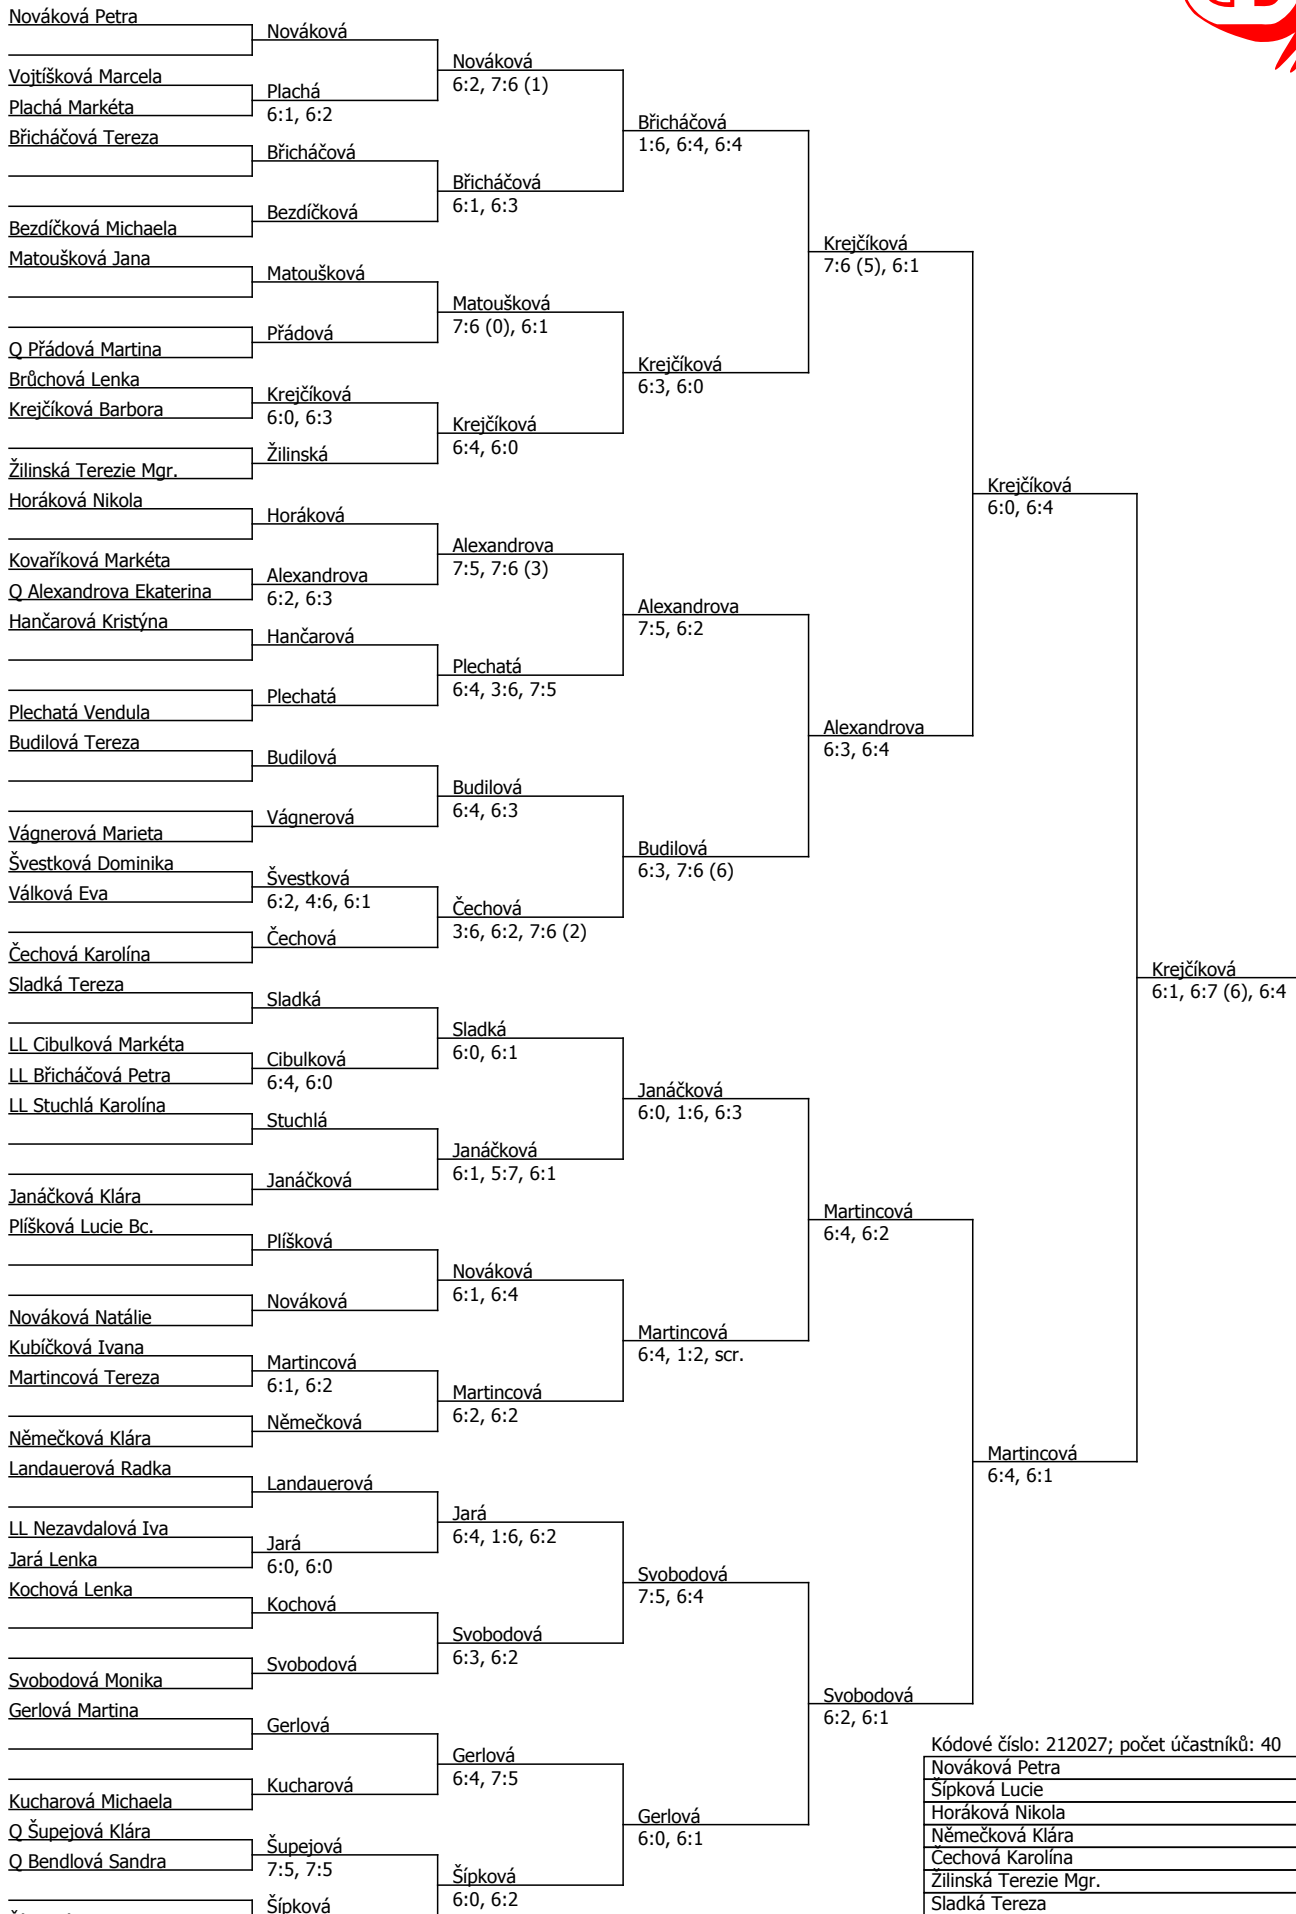 Nováková Petra
Vojtíšková Marcela
Plachá Markéta
Břicháčová Tereza
Bezdíčková Michaela
Matoušková Jana
Q Přádová Martina
Brůchová Lenka
Krejčíková Barbora
Žilinská Terezie Mgr.
Horáková Nikola
Kovaříková Markéta
Q Alexandrova Ekaterina
Hančarová Kristýna
Plechatá Vendula
Budilová Tereza
Vágnerová Marieta
Švestková Dominika
Válková Eva
Čechová Karolína
Sladká Tereza
LL Cibulková Markéta
LL Břicháčová Petra
LL Stuchlá Karolína
Janáčková Klára
Plíšková Lucie Bc.
Nováková Natálie
Kubíčková Ivana
Martincová Tereza
Němečková Klára
Landauerová Radka
LL Nezavdalová Iva
Jará Lenka
Kochová Lenka
Svobodová Monika
Gerlová Martina
Kucharová Michaela
Q Šupejová Klára
Q Bendlová Sandra
Nováková
Plachá
6:1, 6:2
Břicháčová
Bezdíčková
Matoušková
Přádová
Krejčíková
6:0, 6:3
Žilinská
Horáková
Alexandrova
6:2, 6:3
Hančarová
Plechatá
Budilová
Vágnerová
Švestková
6:2, 4:6, 6:1
Čechová
Sladká
Cibulková
6:4, 6:0
Stuchlá
Janáčková
Plíšková
Nováková
Martincová
6:1, 6:2
Němečková
Landauerová
Jará
6:0, 6:0
Kochová
Svobodová
Gerlová
Kucharová
Šupejová
7:5, 7:5
Šípková
Nováková
6:2, 7:6 (1)
Břicháčová
6:1, 6:3
Matoušková
7:6 (0), 6:1
Krejčíková
6:4, 6:0
Alexandrova
7:5, 7:6 (3)
Plechatá
6:4, 3:6, 7:5
Budilová
6:4, 6:3
Čechová
3:6, 6:2, 7:6 (2)
Sladká
6:0, 6:1
Janáčková
6:1, 5:7, 6:1
Nováková
6:1, 6:4
Martincová
6:2, 6:2
Jará
6:4, 1:6, 6:2
Svobodová
6:3, 6:2
Gerlová
6:4, 7:5
Šípková
6:0, 6:2
Břicháčová
1:6, 6:4, 6:4
Krejčíková
6:3, 6:0
Alexandrova
7:5, 6:2
Budilová
6:3, 7:6 (6)
Janáčková
6:0, 1:6, 6:3
Martincová
6:4, 1:2, scr.
Svobodová
7:5, 6:4
Gerlová
6:0, 6:1
Krejčíková
7:6 (5), 6:1
Alexandrova
6:3, 6:4
Martincová
6:4, 6:2
Svobodová
6:2, 6:1
Krejčíková
6:0, 6:4
Martincová
6:4, 6:1
Krejčíková
6:1, 6:7 (6), 6:4
Kódové číslo: 212027; počet účastníků: 40
Nováková Petra
Šípková Lucie
Horáková Nikola
Němečková Klára
Čechová Karolína
Žilinská Terezie Mgr.
Sladká Tereza